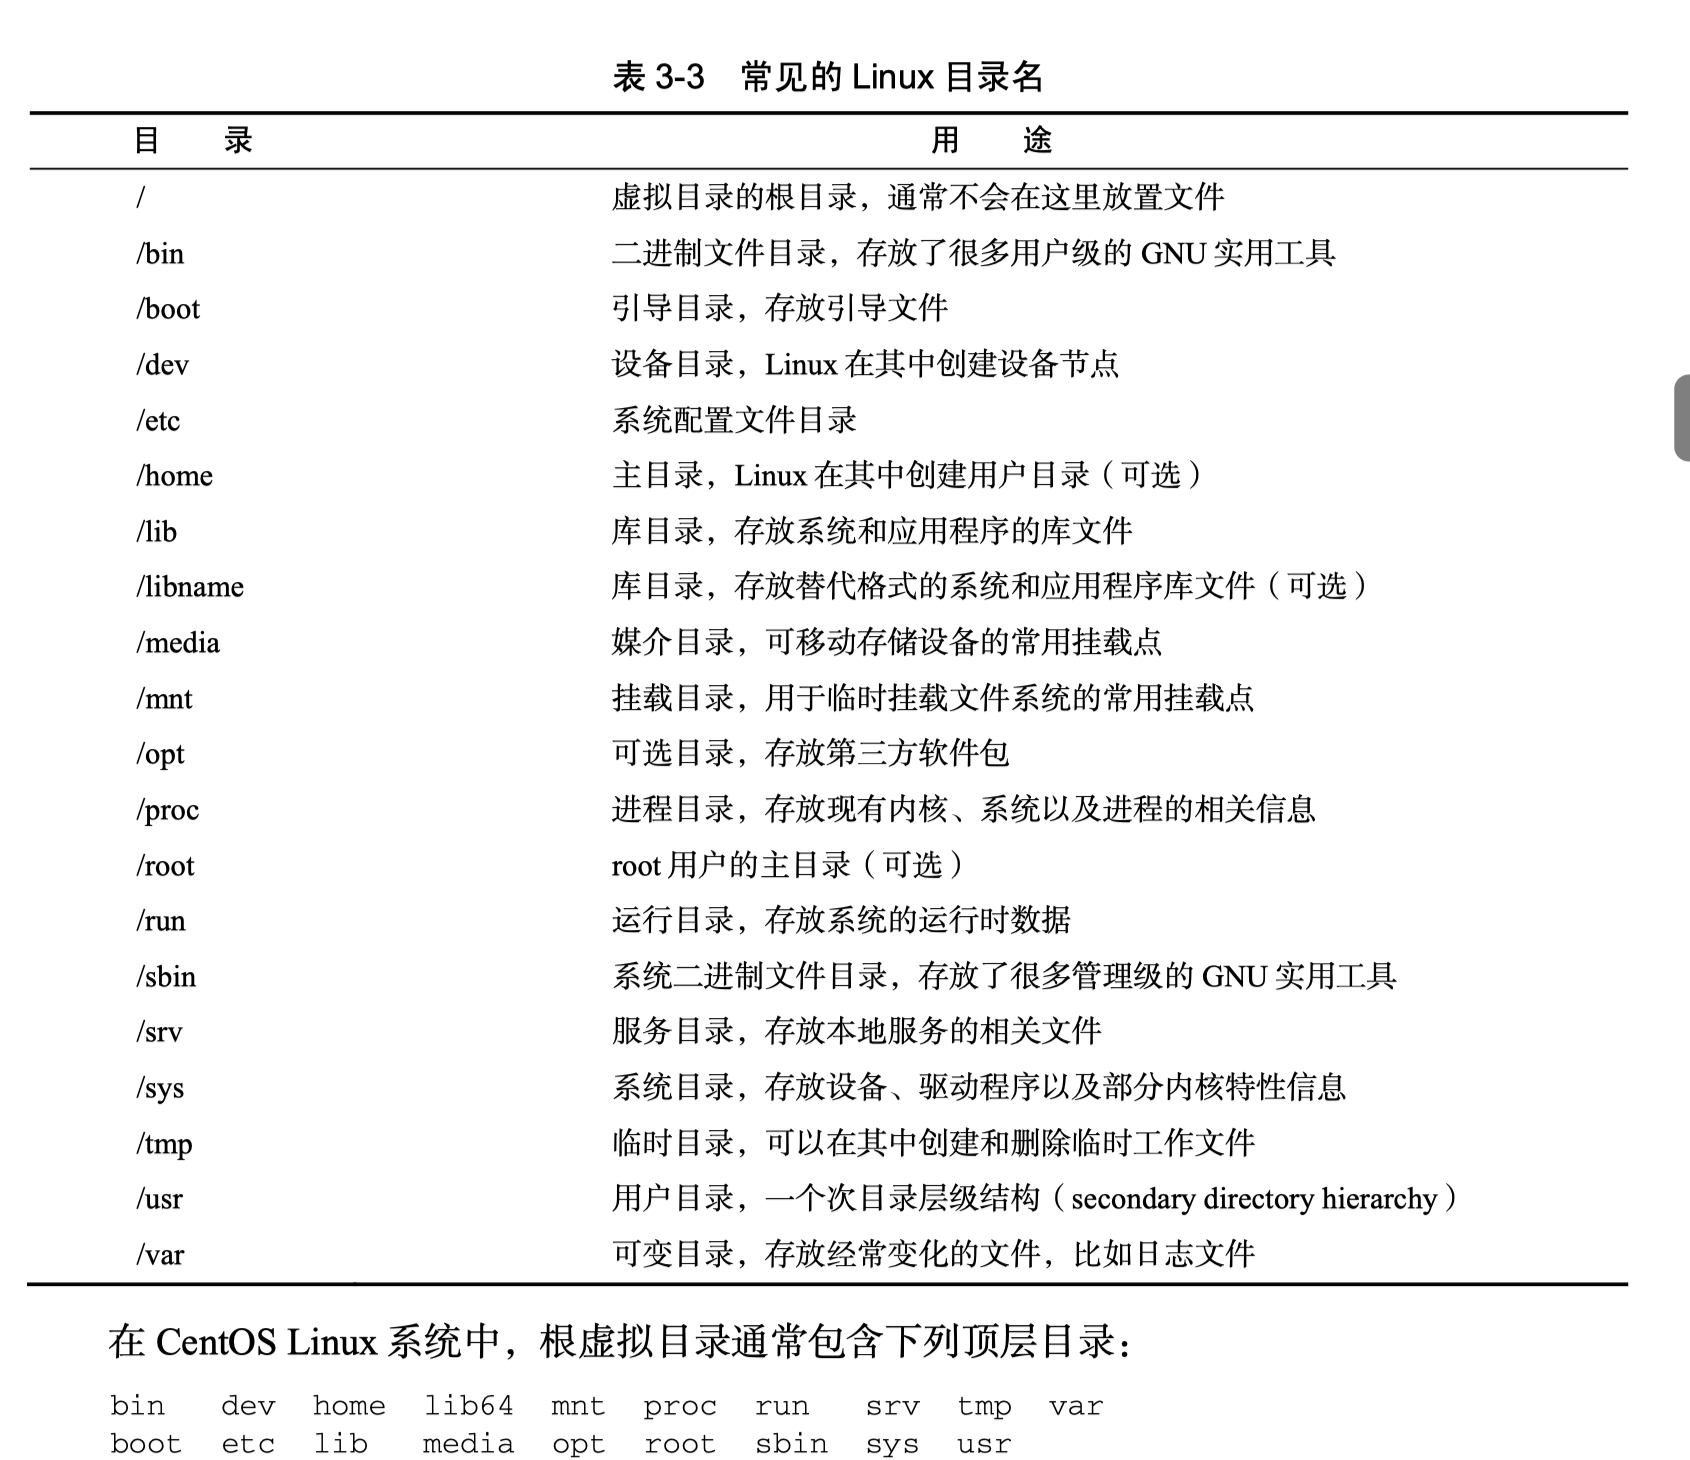 表 3-3 常见的 Linux 目录名
目 录 用 途
/ 虚拟目录的根目录，通常不会在这里放置文件
/bin 二进制文件目录，存放了很多用户级的 GNU 实用工具
/boot 引导目录，存放引导文件
/dev 设备目录，Linux 在其中创建设备节点
/etc 系统配置文件目录
/home 主目录，Linux 在其中创建用户目录（可选）
/lib 库目录，存放系统和应用程序的库文件
/libname 库目录，存放替代格式的系统和应用程序库文件（可选）
/media 媒介目录，可移动存储设备的常用挂载点
/mnt 挂载目录，用于临时挂载文件系统的常用挂载点
/opt 可选目录，存放第三方软件包
/proc 进程目录，存放现有内核、系统以及进程的相关信息
/root root 用户的主目录（可选）
/run 运行目录，存放系统的运行时数据
/sbin 系统二进制文件目录，存放了很多管理级的 GNU 实用工具
/srv 服务目录，存放本地服务的相关文件
/sys 系统目录，存放设备、驱动程序以及部分内核特性信息
/tmp 临时目录，可以在其中创建和删除临时工作文件
/usr 用户目录，一个次目录层级结构（secondary directory hierarchy）
/var 可变目录，存放经常变化的文件，比如日志文件
在 CentOS Linux 系统中，根虚拟目录通常包含下列顶层目录：
bin dev home lib64 mnt proc run srv tmp var
boot etc lib media opt root sbin sys usr